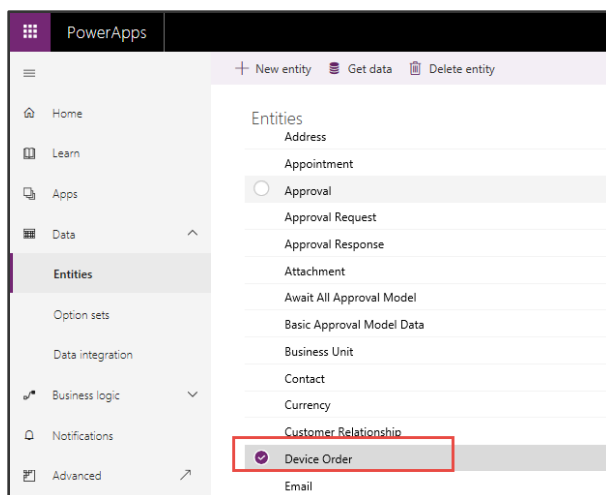 PowerApps
New entity Get data Delete entity
Home
Learn
Apps
Data
Entities
Option sets
Data integration
Business logic
Notifications
Advanced
Entities
Address
Appointment
Approval
Approval Request
Approval Response
Attachment
Await All Approval Model
Basic Approval Model Data
Business Unit
Contact
Currency
Customer Relationship
Device Order
Email